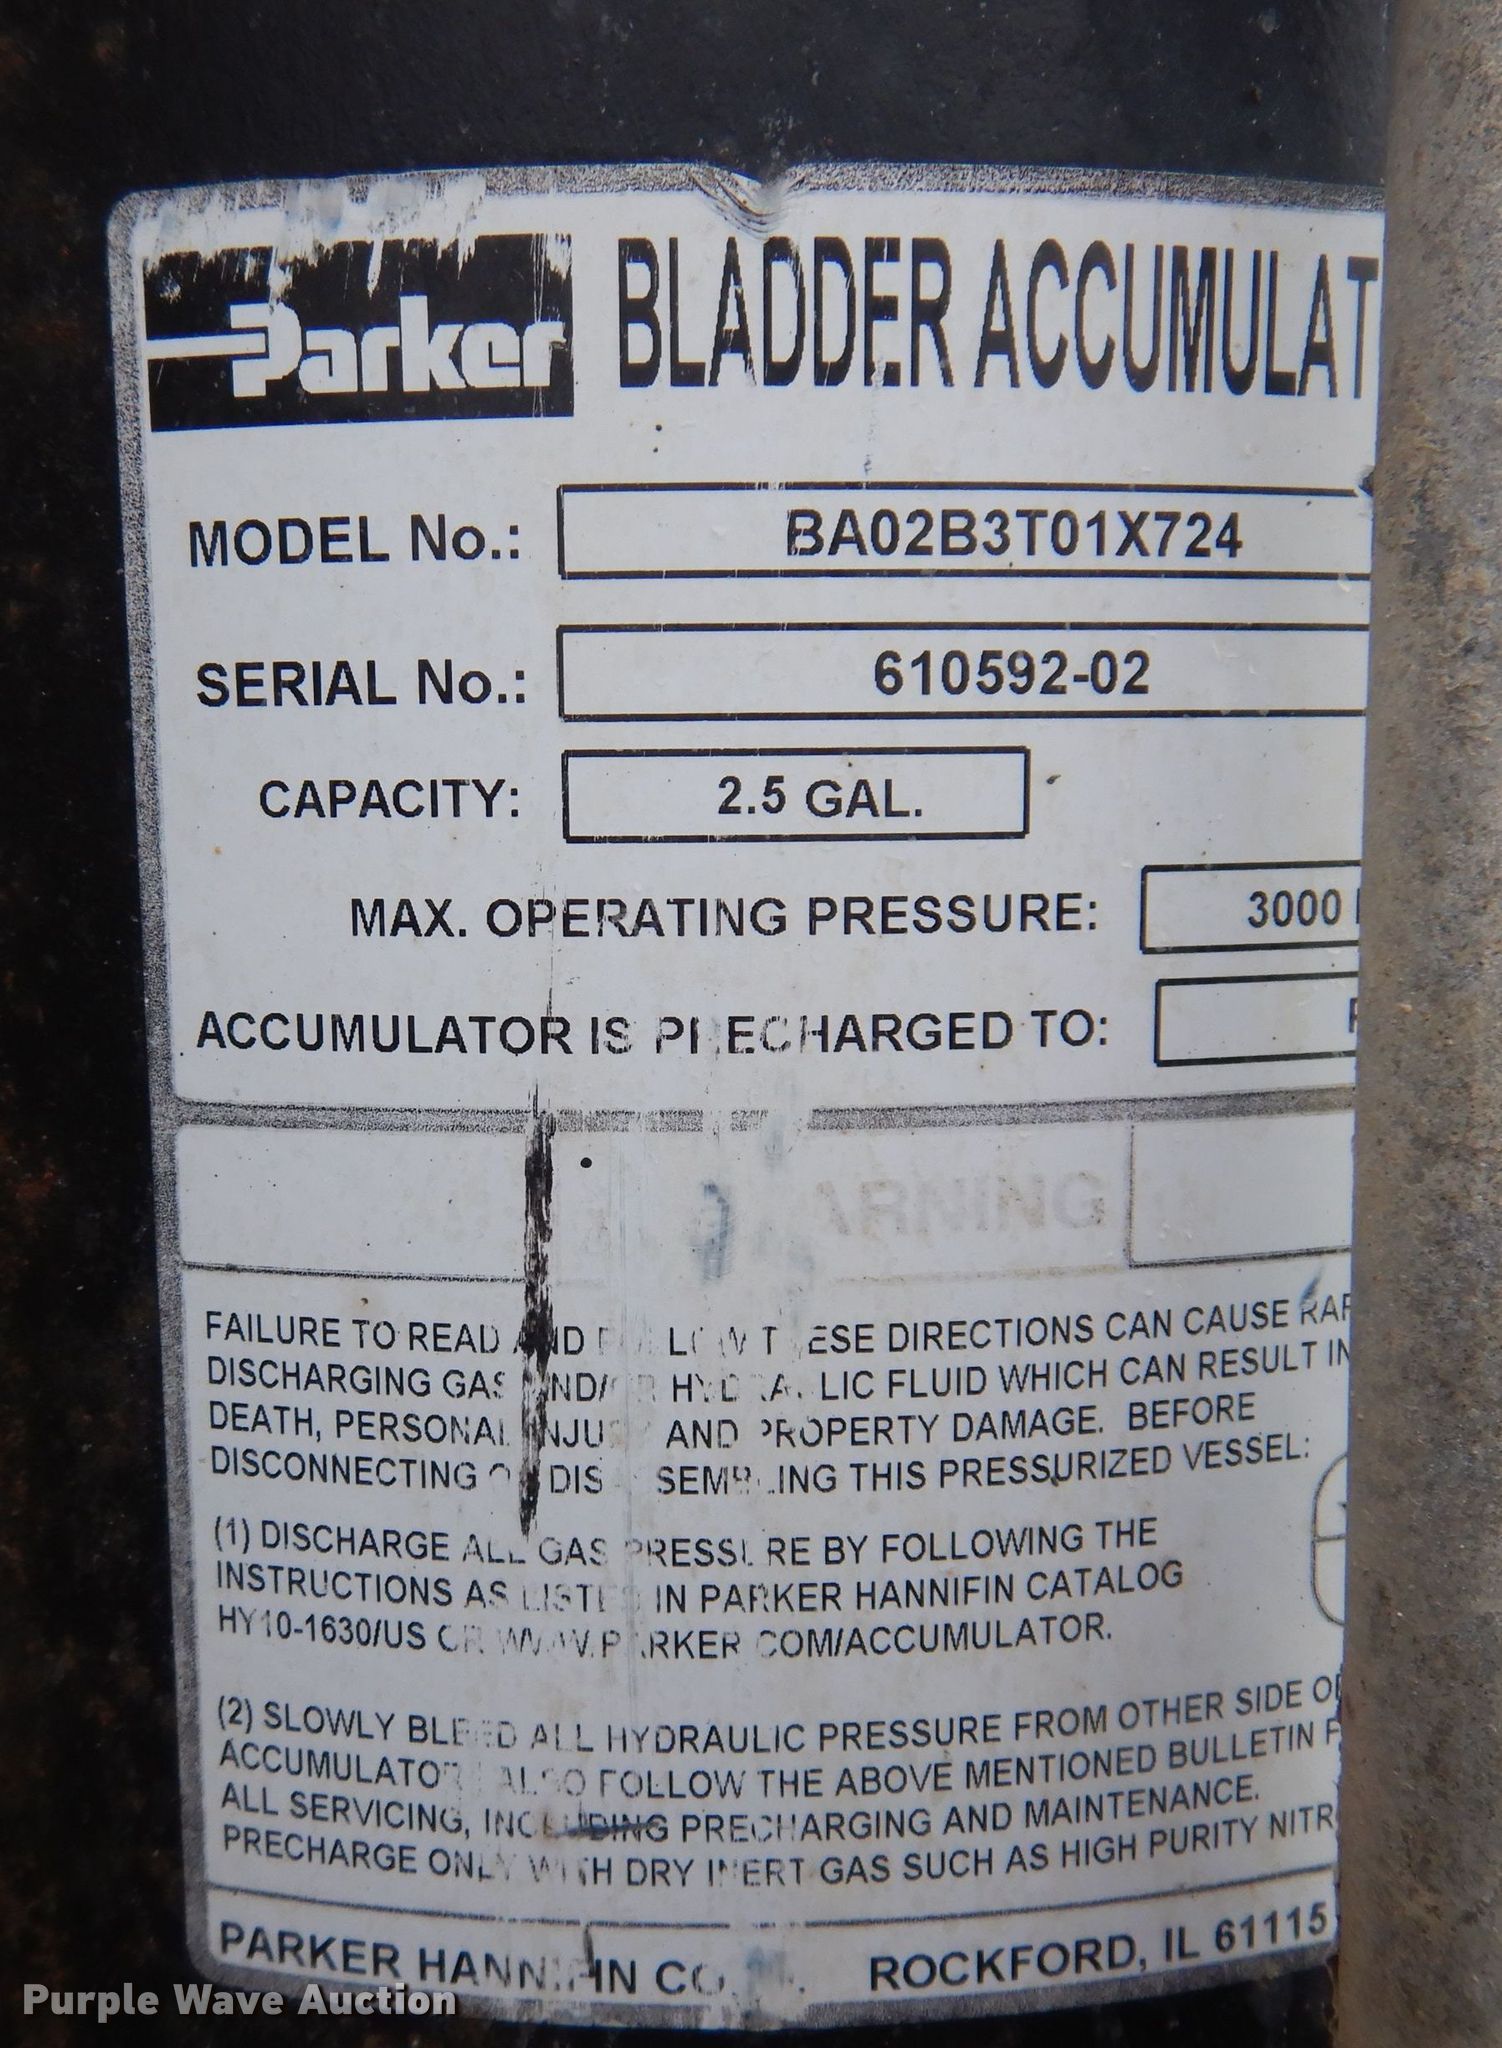 Parker BLADDER ACCUMULAT
MODEL No.: BA02B3T01X724
SERIAL No.: 610592-02
CAPACITY: 2.5 GAL.
MAX. OPERATING PRESSURE: 3000
ACCUMULATOR IS PRECHARGED TO:
WARNING
FAILURE TO READ AND FOLLOW THESE DIRECTIONS CAN CAUSE
DISCHARGING GAS AND/OR HYDRAULIC FLUID WHICH CAN RESULT IN
DEATH, PERSONAL INJURY AND PROPERTY DAMAGE. BEFORE
DISCONNECTING OR DISASSEMBLING THIS PRESSURIZED VESSEL:
(1) DISCHARGE ALL GAS PRESSURE BY FOLLOWING THE
INSTRUCTIONS AS LISTED IN PARKER HANNIFIN CATALOG
HY10-1630/US OR WWW.PARKER.COM/ACCUMULATOR.
(2) SLOWLY BLEED ALL HYDRAULIC PRESSURE FROM OTHER SIDE
ACCUMULATOR ALSO FOLLOW THE ABOVE MENTIONED BULLETIN
ALL SERVICING, INCLUDING PRECHARGING AND MAINTENANCE.
PRECHARGE ONLY WITH DRY INERT GAS SUCH AS HIGH PURITY NITR
PARKER HANNIFIN CO ROCKFORD, IL 61115
Purple Wave Auction